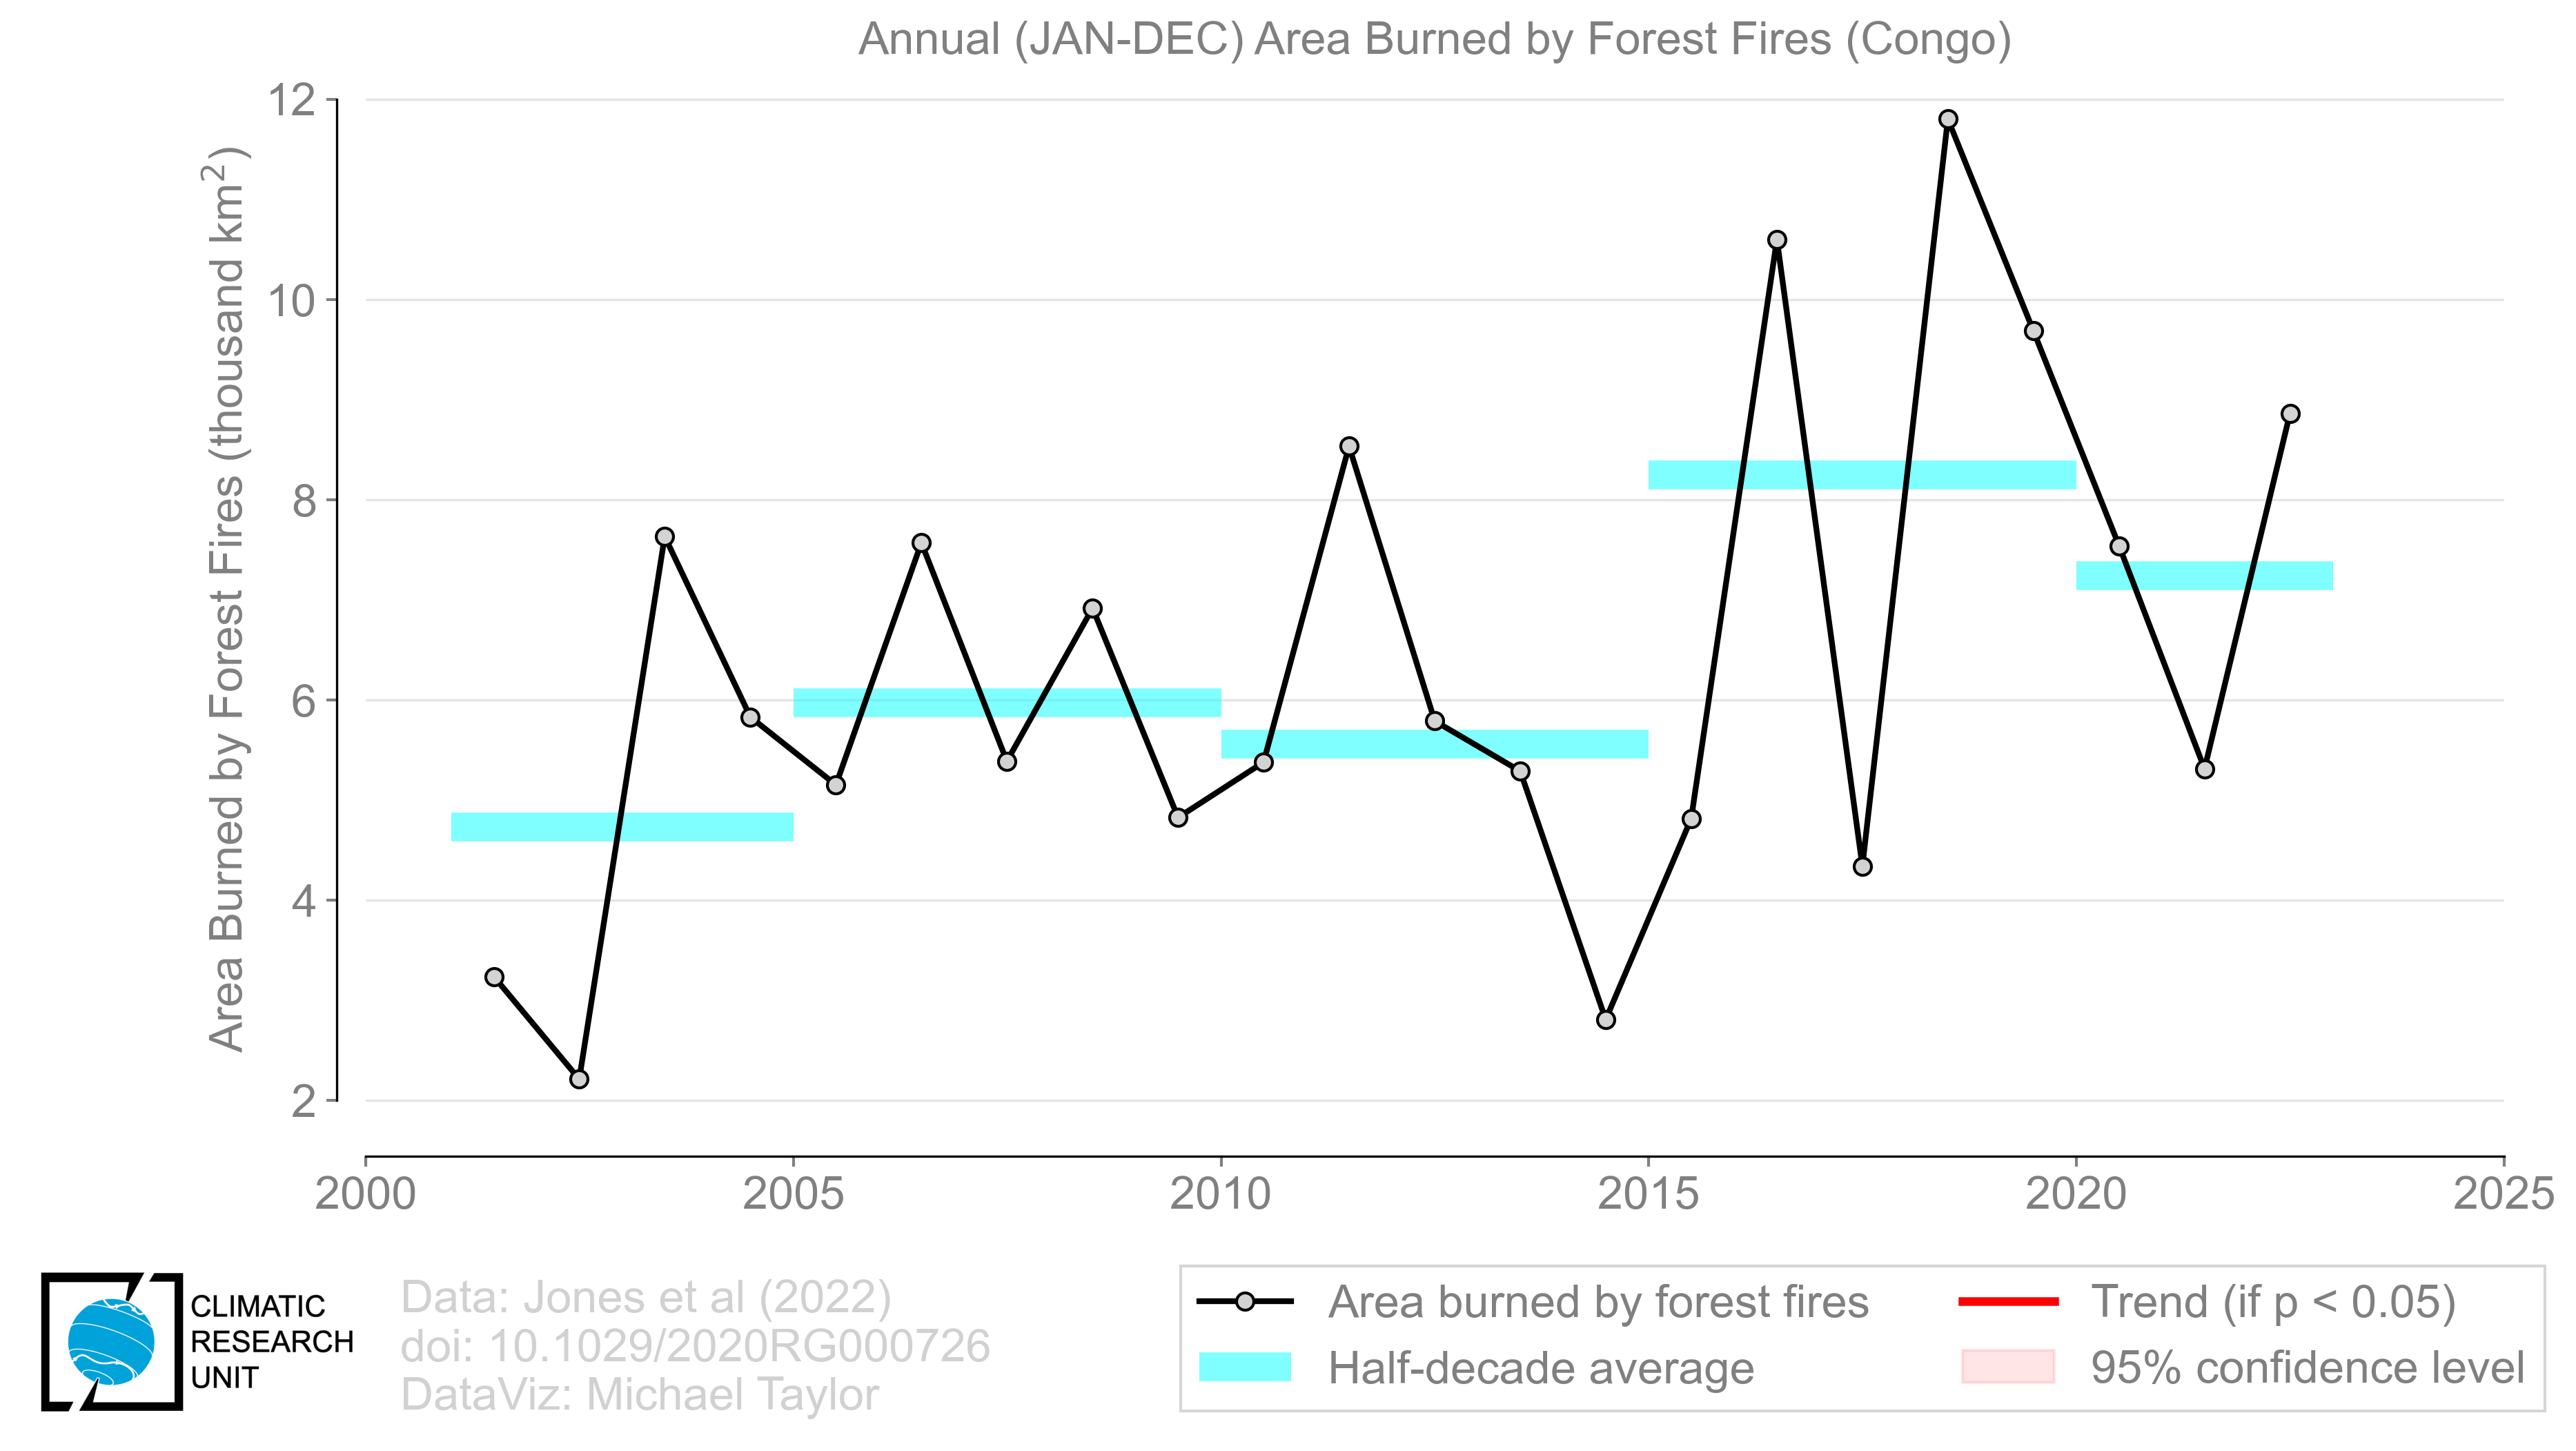 Annual (JAN-DEC) Area Burned by Forest Fires (Congo)
Area Burned by Forest Fires (thousand km²)
12
10
8
6
4
2
2000
2005
2010
2015
2020
2025
CLIMATIC
RESEARCH
UNIT
Data: Jones et al (2022)
doi: 10.1029/2020RG000726
DataViz: Michael Taylor
Area burned by forest fires
Half-decade average
Trend (if p < 0.05)
95% confidence level